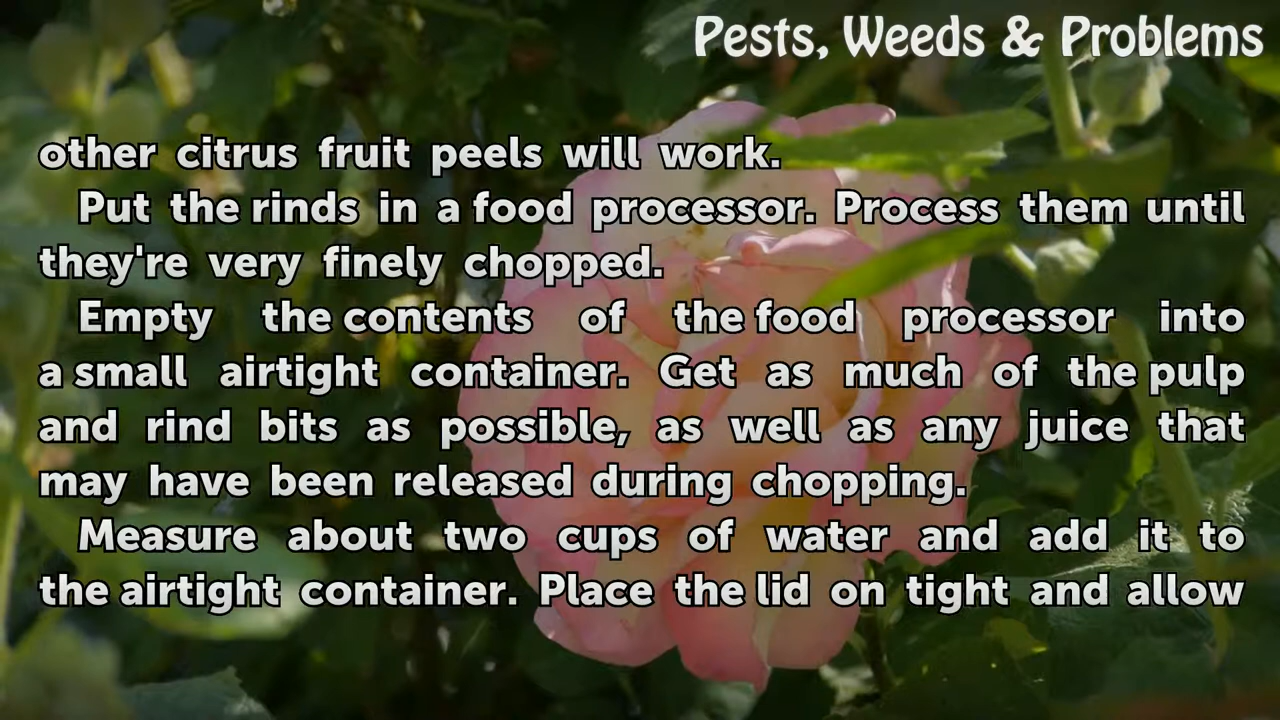 Pests, Weeds & Problems
other citrus fruit peels will work.
Put the rinds in a food processor. Process them until
they're very finely chopped.
Empty the contents of the food processor into
a small airtight container. Get as much of the pulp
and rind bits as possible, as well as any juice that
may have been released during chopping.
Measure about two cups of water and add it to
the airtight container. Place the lid on tight and allow